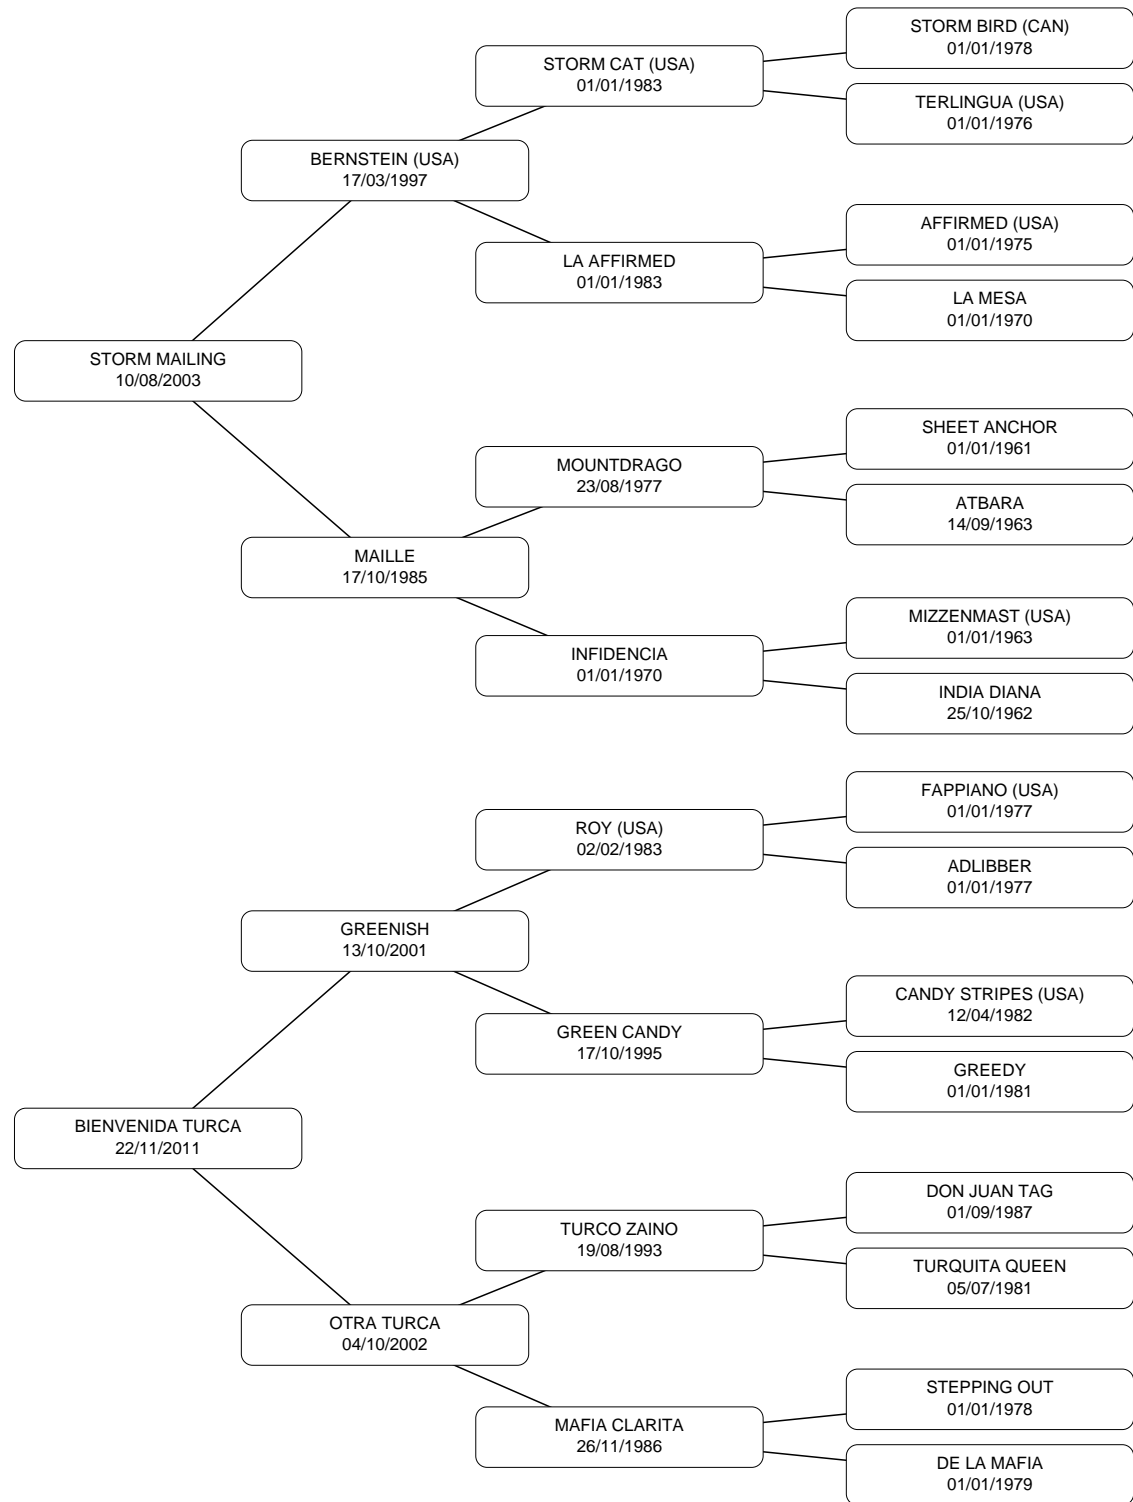 STORM BIRD (CAN)
01/01/1978
STORM CAT (USA)
01/01/1983
TERLINGUA (USA)
01/01/1976
BERNSTEIN (USA)
17/03/1997
AFFIRMED (USA)
01/01/1975
LA AFFIRMED
01/01/1983
LA MESA
01/01/1970
STORM MAILING
10/08/2003
SHEET ANCHOR
01/01/1961
MOUNTDRAGO
23/08/1977
ATBARA
14/09/1963
MAILLE
17/10/1985
MIZZENMAST (USA)
01/01/1963
INFIDENCIA
01/01/1970
INDIA DIANA
25/10/1962
FAPPIANO (USA)
01/01/1977
ROY (USA)
02/02/1983
ADLIBBER
01/01/1977
GREENISH
13/10/2001
CANDY STRIPES (USA)
12/04/1982
GREEN CANDY
17/10/1995
GREEDY
01/01/1981
BIENVENIDA TURCA
22/11/2011
DON JUAN TAG
01/09/1987
TURCO ZAINO
19/08/1993
TURQUITA QUEEN
05/07/1981
OTRA TURCA
04/10/2002
STEPPING OUT
01/01/1978
MAFIA CLARITA
26/11/1986
DE LA MAFIA
01/01/1979